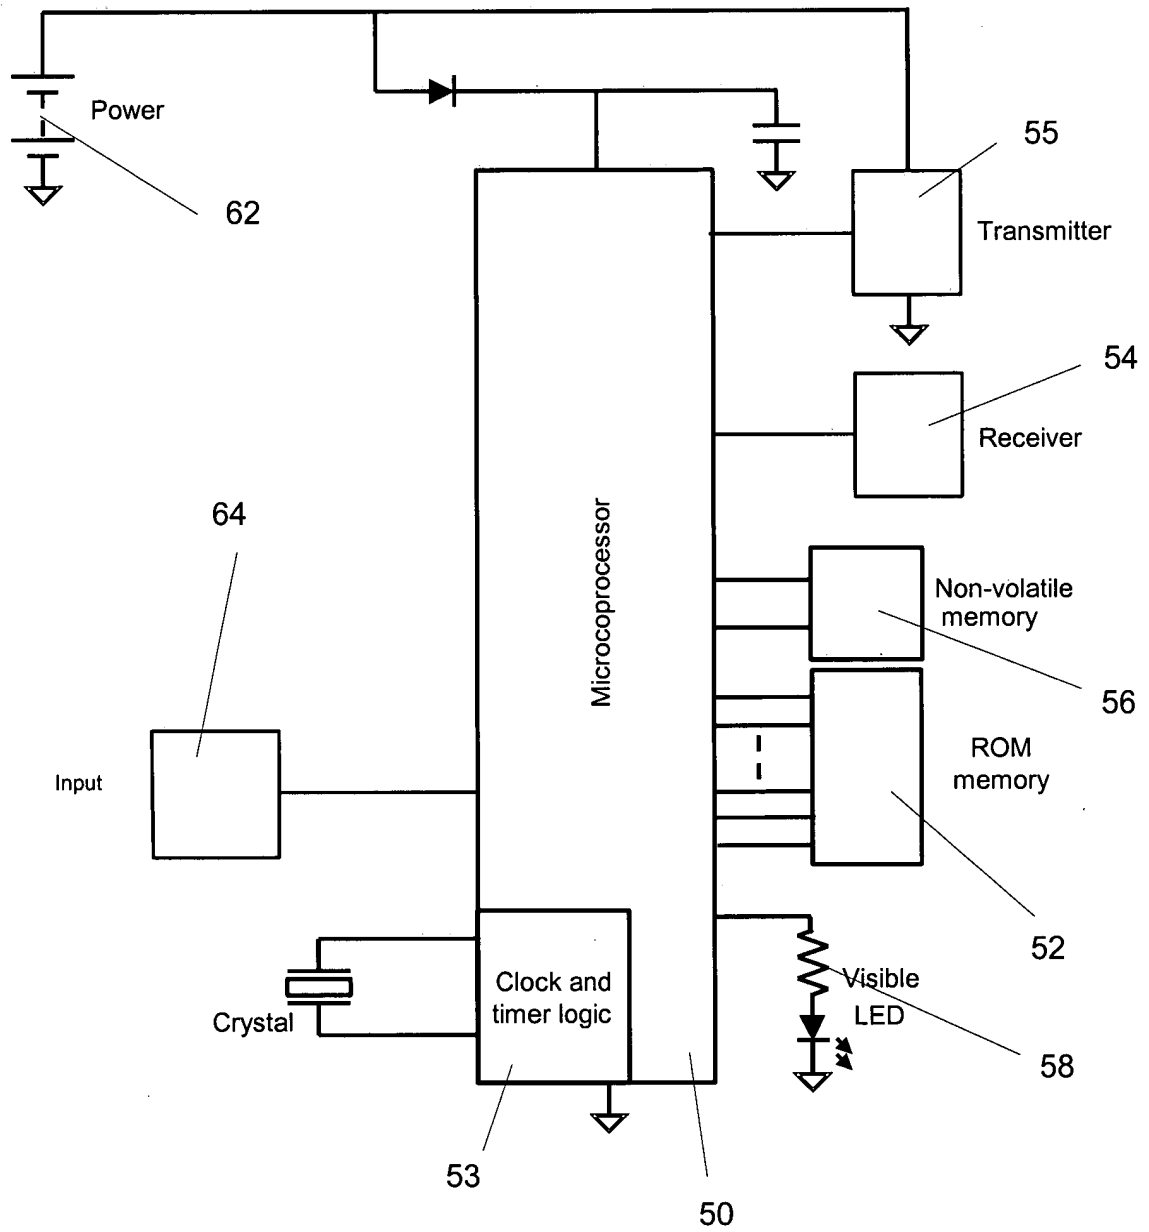 Power
62
55
Transmitter
54
Receiver
64
Microcoprocessor
Non-volatile
memory
56
Input
ROM
memory
52
Crystal
Clock and
timer logic
Visible
LED
58
53
50